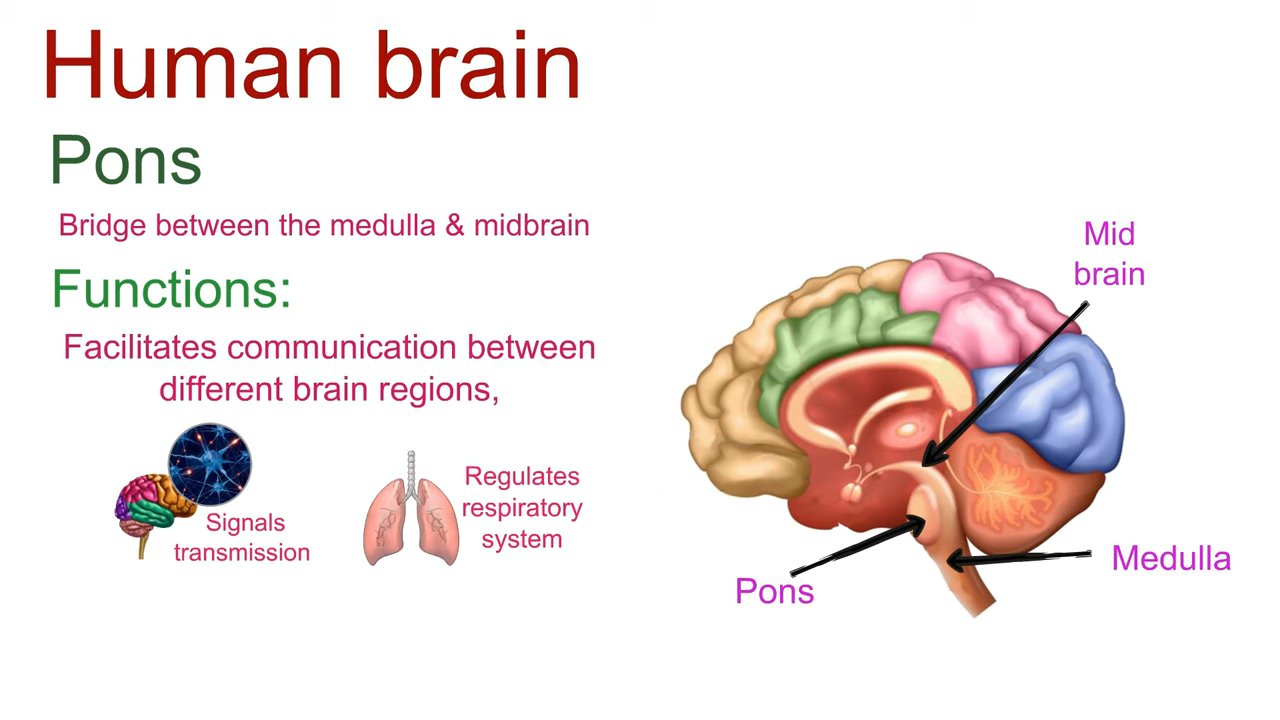 Human brain
Pons
Bridge between the medulla & midbrain
Functions:
Facilitates communication between
different brain regions,
Signals
transmission
Regulates
respiratory
system
Mid
brain
Pons
Medulla